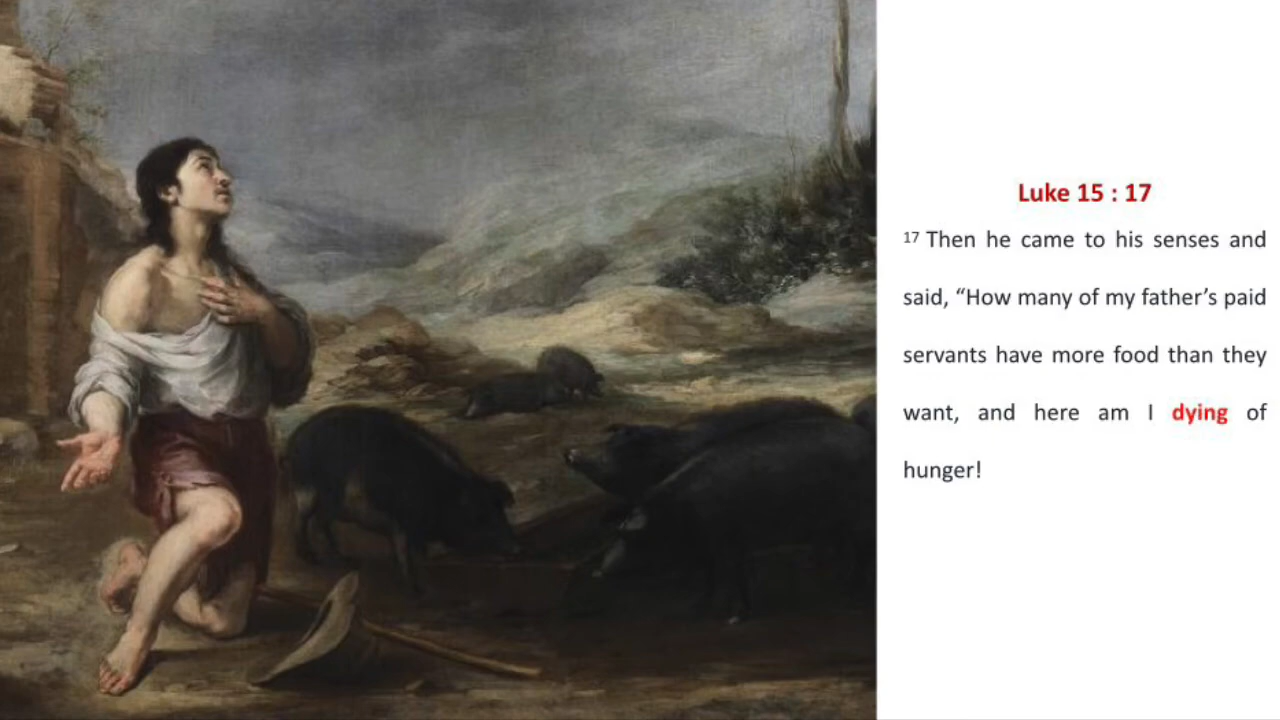 Luke 15 : 17
17 Then he came to his senses and
said, “How many of my father’s paid
servants have more food than they
want, and here am I dying of
hunger!